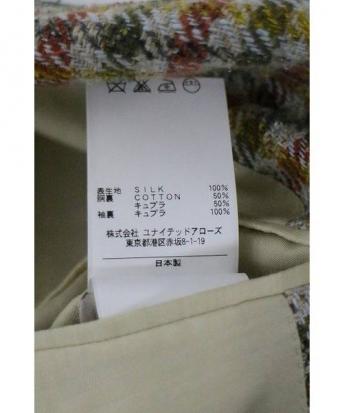 表生地 SILK 100%
胴裏 COTTON 50%
キュプラ 50%
袖裏 キュプラ 100%
株式会社 ユナイテッドアローズ
東京都港区赤坂8-1-19
日本製